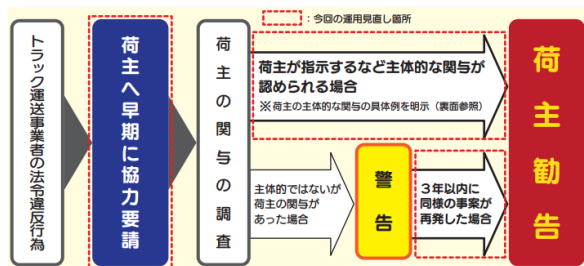 ：今回の運用見直し箇所
トラック運送事業者の法令違反行為
荷主へ早期に協力要請
荷主の関与の調査
荷主が指示するなど主体的な関与が
認められる場合
※荷主の主体的な関与の具体例を明示（裏面参照）
主体的ではないが
荷主の関与が
あった場合
警告
３年以内に
同様の事案が
再発した場合
荷主勧告